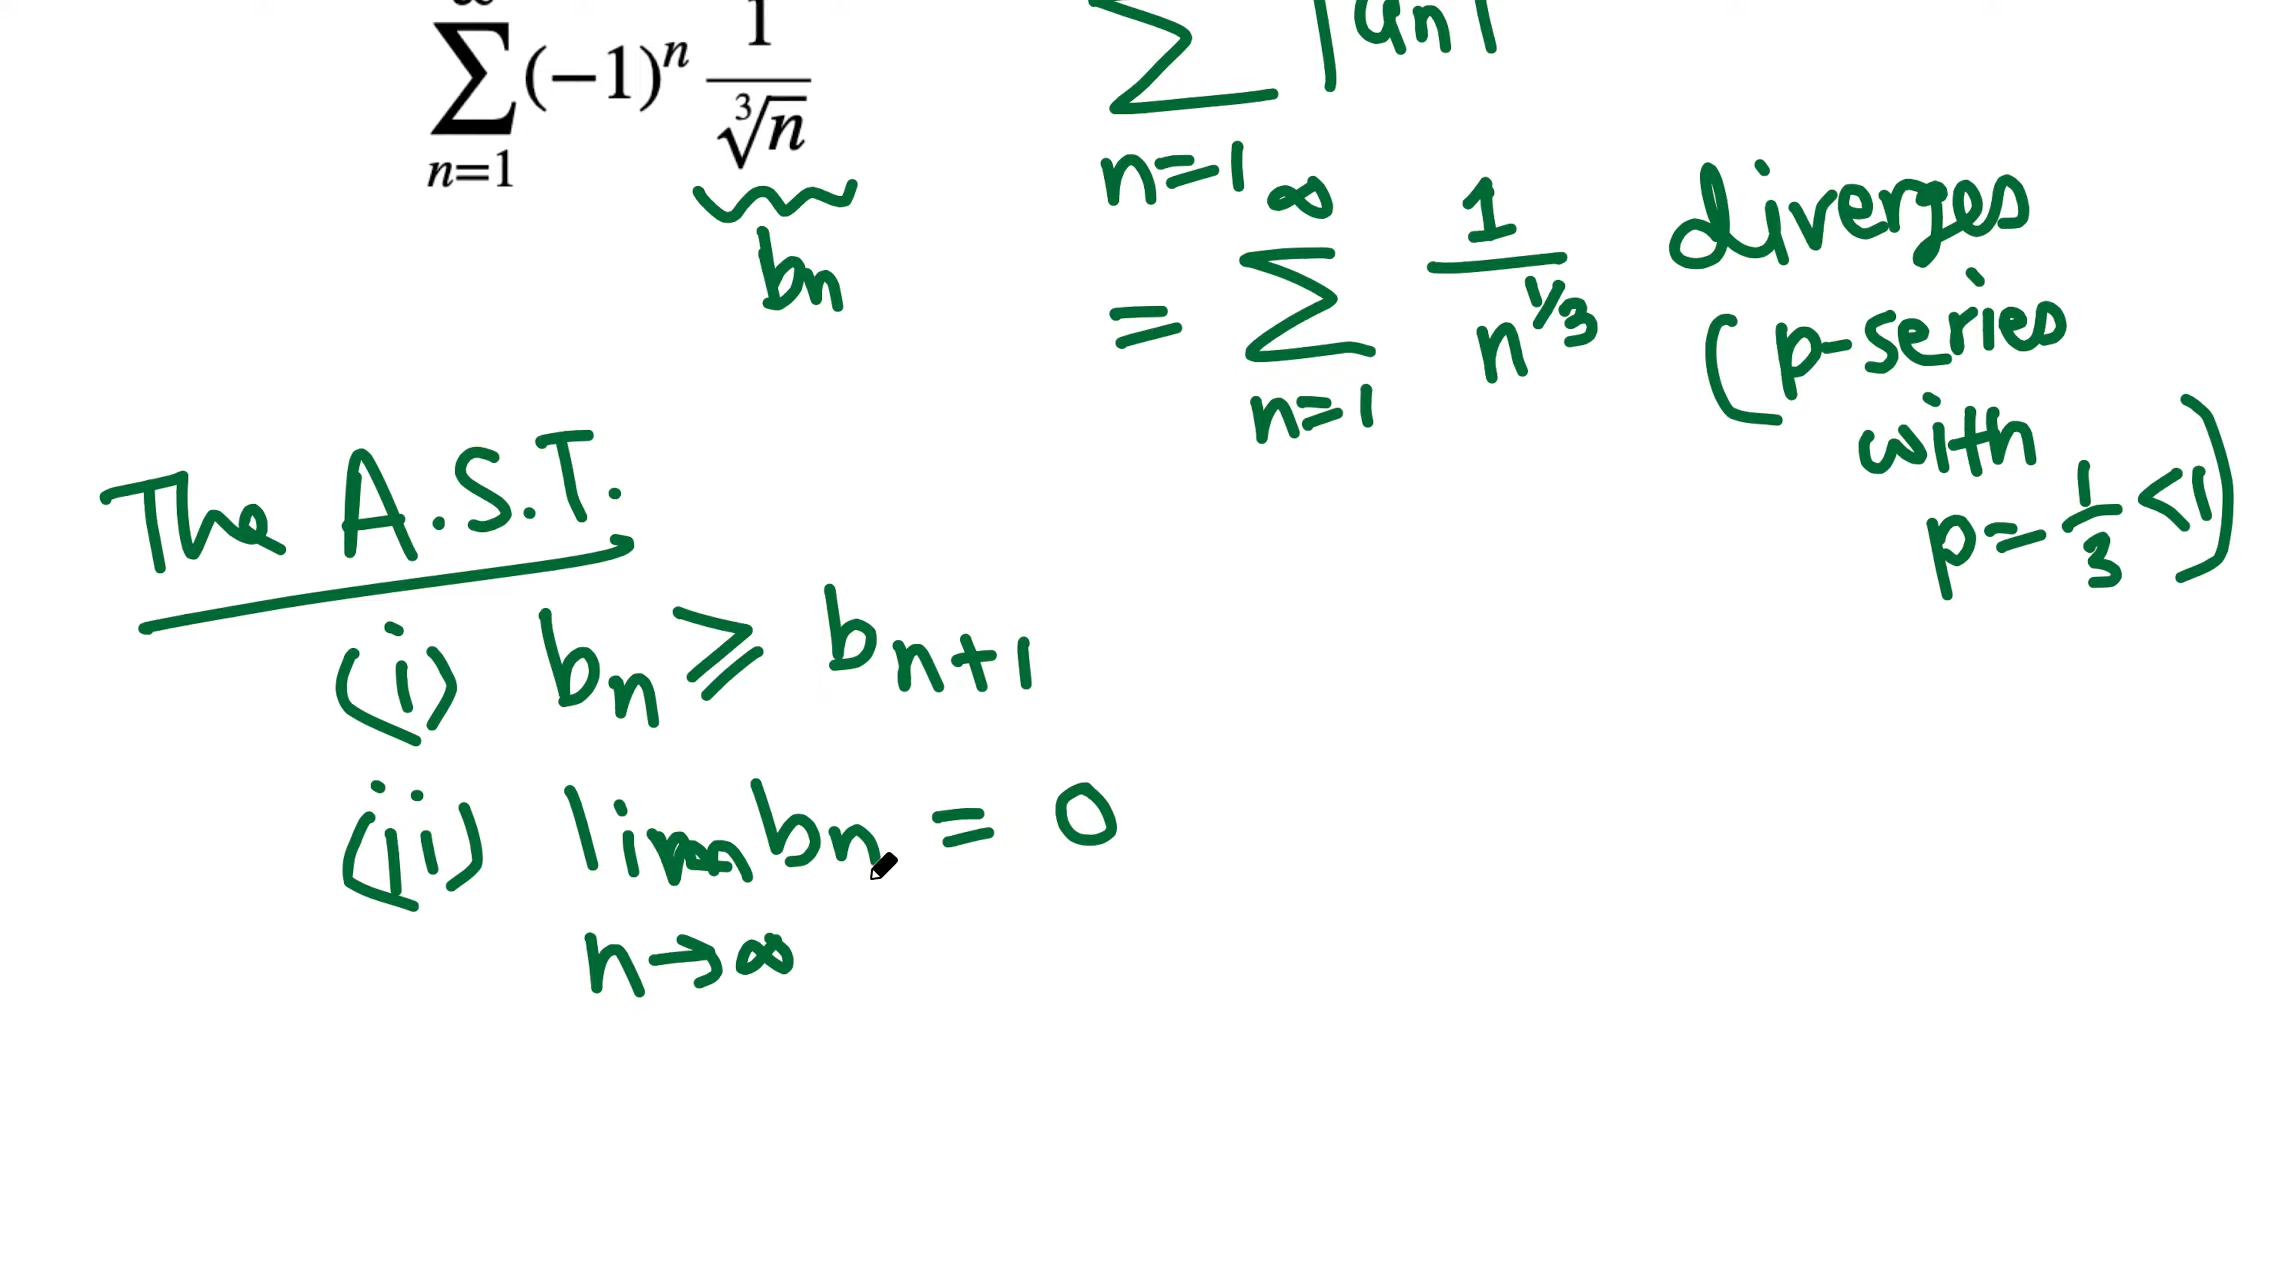 ∞
∑ (−1)ⁿ 1/∛n
n=1
bn
∑ |an|
n=1
∞
= ∑ 1/n^1/3
n=1
diverges
(p-series
with
p=1/3<1)
The A.S.T.
(i) bn ≥ bn+1
(ii) lim bn = 0
n→∞